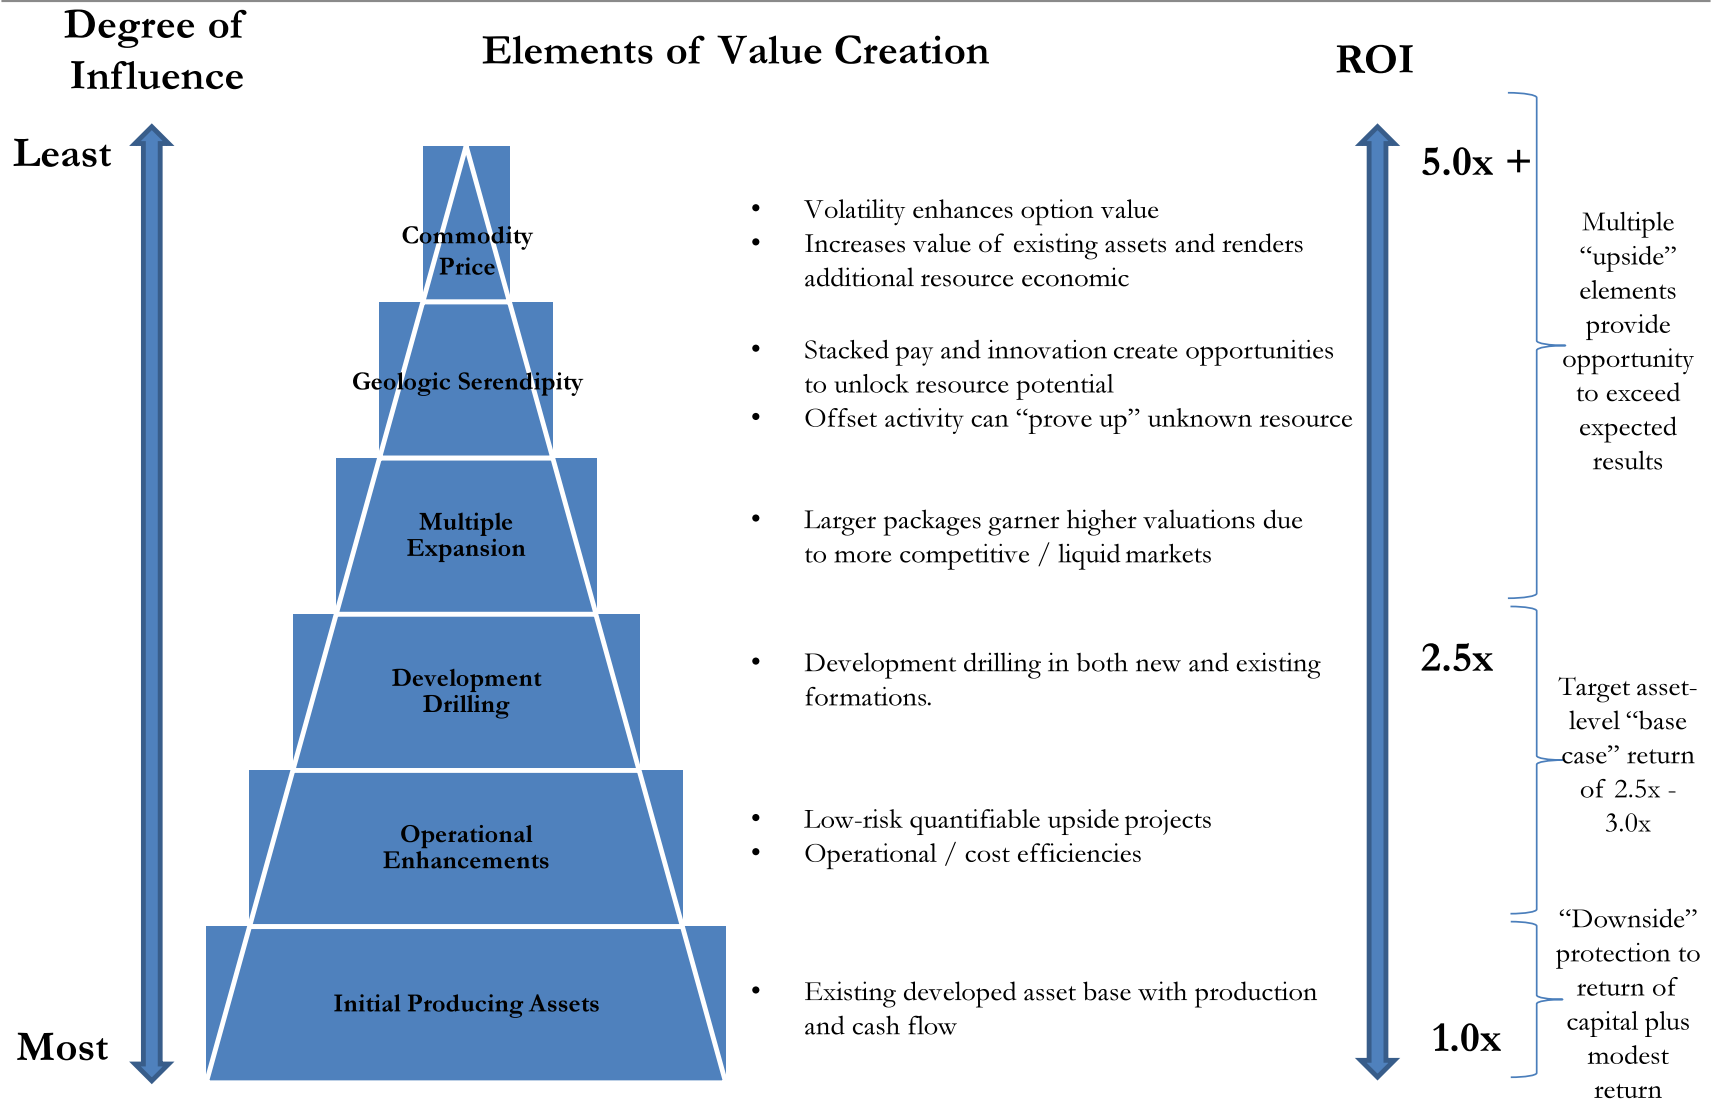 Degree of
Influence
Elements of Value Creation
ROI
Least
5.0x +
Commodity
Price
• Volatility enhances option value
• Increases value of existing assets and renders
additional resource economic
Multiple
“upside”
elements
provide
opportunity
to exceed
expected
results
Geologic Serendipity
• Stacked pay and innovation create opportunities
to unlock resource potential
• Offset activity can “prove up” unknown resource
Multiple
Expansion
• Larger packages garner higher valuations due
to more competitive / liquid markets
Development
Drilling
• Development drilling in both new and existing
formations.
2.5x
Target asset-
level “base
case” return
of 2.5x -
3.0x
Operational
Enhancements
• Low-risk quantifiable upside projects
• Operational / cost efficiencies
Initial Producing Assets
• Existing developed asset base with production
and cash flow
Most
1.0x
“Downside”
protection to
return of
capital plus
modest
return